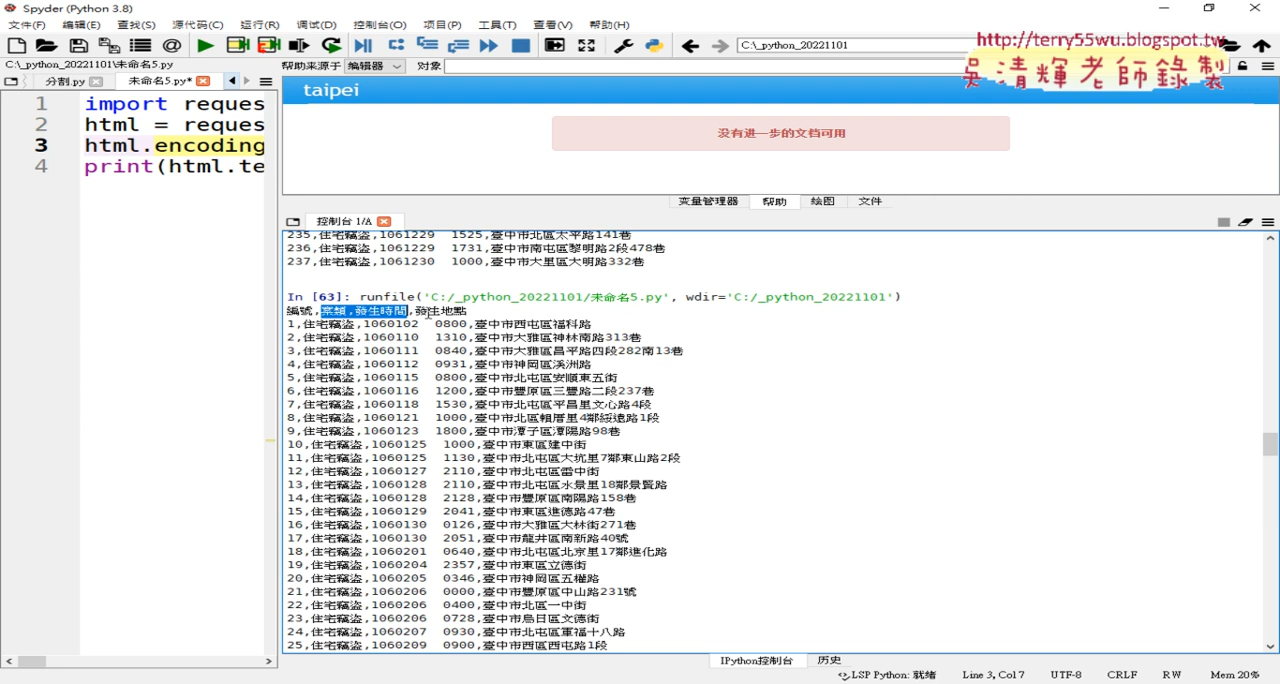 Spyder (Python 3.8)
文件(F) 编辑(E) 查找(S) 源代码(C) 运行(R) 调试(D) 控制台(O) 项目(P) 工具(T) 查看(V) 帮助(H)
C:\_python_20221101
http://terry55wu.blogspot.tw
吳清輝老師錄製
C:\_python_20221101\未命名5.py
帮助来源于 编辑器 对象
分割.py 未命名5.py*
taipei
没有进一步的文档可用
1 import reques
2 html = reques
3 html.encoding
4 print(html.te
变量管理器 帮助 绘图 文件
控制台 1/A
235,住宅竊盜,1061229 1525,臺中市北區太平路141巷
236,住宅竊盜,1061229 1731,臺中市南屯區黎明路2段478巷
237,住宅竊盜,1061230 1000,臺中市大里區大明路332巷
In [63]: runfile('C:/_python_20221101/未命名5.py', wdir='C:/_python_20221101')
編號,案類,發生時間,發生地點
1,住宅竊盜,1060102 0800,臺中市西屯區福科路
2,住宅竊盜,1060110 1310,臺中市大雅區神林南路313巷
3,住宅竊盜,1060111 0840,臺中市大雅區昌平路四段282南13巷
4,住宅竊盜,1060112 0931,臺中市神岡區溪洲路
5,住宅竊盜,1060115 0800,臺中市北屯區安順東五街
6,住宅竊盜,1060116 1200,臺中市豐原區三豐路二段237巷
7,住宅竊盜,1060118 1530,臺中市北屯區平昌里文心路4段
8,住宅竊盜,1060121 1000,臺中市北區賴厝里4鄰綏遠路1段
9,住宅竊盜,1060123 1800,臺中市潭子區潭陽路98巷
10,住宅竊盜,1060125 1000,臺中市東區建中街
11,住宅竊盜,1060125 1130,臺中市北屯區大坑里7鄰東山路2段
12,住宅竊盜,1060127 2110,臺中市北屯區雷中街
13,住宅竊盜,1060128 2110,臺中市北屯區水景里18鄰景賢路
14,住宅竊盜,1060128 2128,臺中市豐原區南陽路158巷
15,住宅竊盜,1060129 2041,臺中市東區進德路47巷
16,住宅竊盜,1060130 0126,臺中市大雅區大林街271巷
17,住宅竊盜,1060130 2051,臺中市龍井區南新路40號
18,住宅竊盜,1060201 0640,臺中市北屯區北京里17鄰進化路
19,住宅竊盜,1060204 2357,臺中市東區立德街
20,住宅竊盜,1060205 0346,臺中市神岡區五權路
21,住宅竊盜,1060206 0000,臺中市豐原區中山路231號
22,住宅竊盜,1060206 0400,臺中市北區一中街
23,住宅竊盜,1060206 0728,臺中市烏日區文德街
24,住宅竊盜,1060207 0930,臺中市北屯區軍福十八路
25,住宅竊盜,1060209 0900,臺中市西區西屯路1段
IPython控制台 历史
LSP Python: 就绪 Line 3, Col 7 UTF-8 CRLF RW Mem 20%